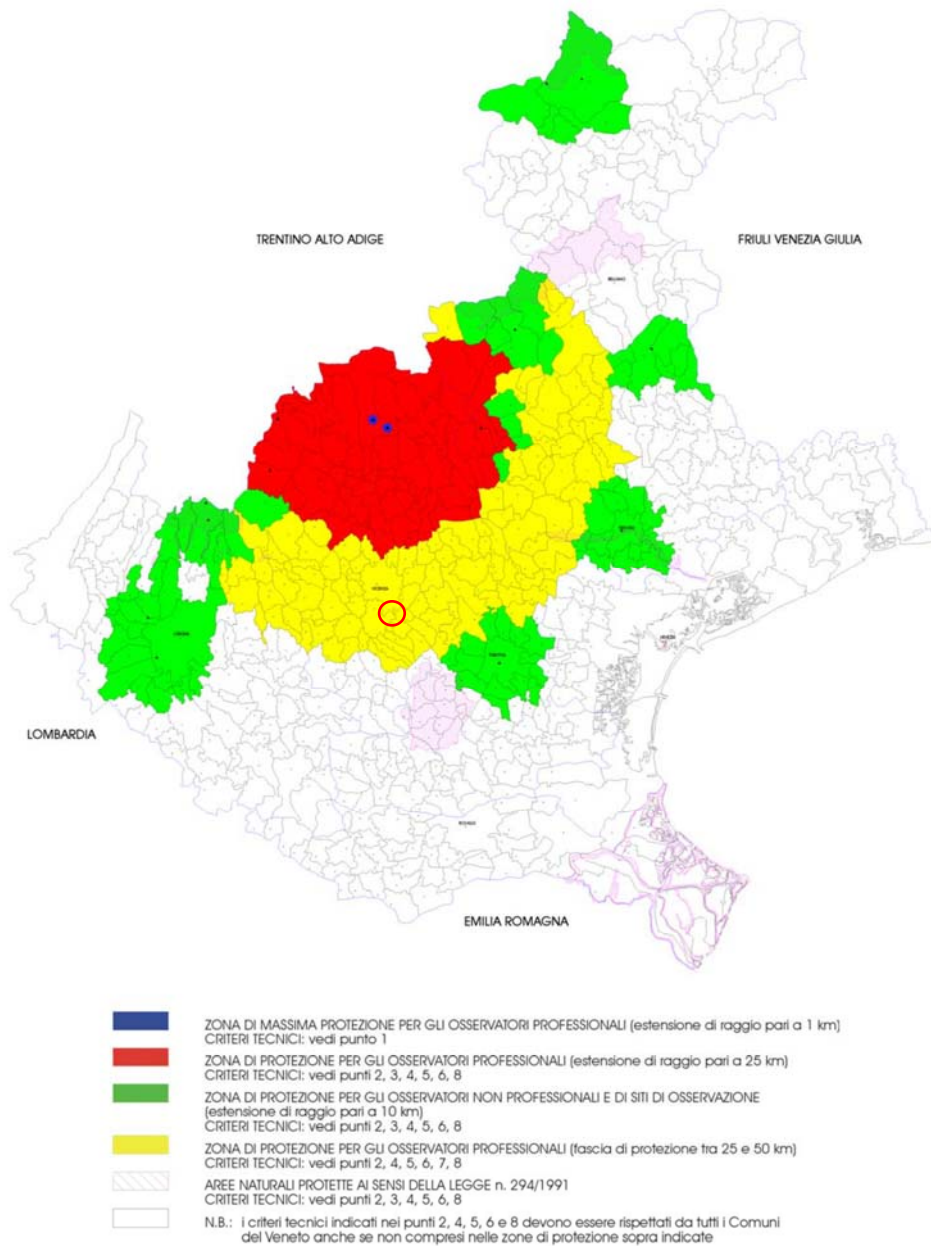 TRENTINO ALTO ADIGE
FRIULI VENEZIA GIULIA
BELLUNO
VICENZA
VENEZIA
VERONA
PADOVA
LOMBARDIA
ROVIGO
EMILIA ROMAGNA
ZONA DI MASSIMA PROTEZIONE PER GLI OSSERVATORI PROFESSIONALI (estensione di raggio pari a 1 km)
CRITERI TECNICI: vedi punto 1
ZONA DI PROTEZIONE PER GLI OSSERVATORI PROFESSIONALI (estensione di raggio pari a 25 km)
CRITERI TECNICI: vedi punti 2, 3, 4, 5, 6, 8
ZONA DI PROTEZIONE PER GLI OSSERVATORI NON PROFESSIONALI E DI SITI DI OSSERVAZIONE
(estensione di raggio pari a 10 km)
CRITERI TECNICI: vedi punti 2, 3, 4, 5, 6, 8
ZONA DI PROTEZIONE PER GLI OSSERVATORI PROFESSIONALI (fascia di protezione tra 25 e 50 km)
CRITERI TECNICI: vedi punti 2, 4, 5, 6, 7, 8
AREE NATURALI PROTETTE AI SENSI DELLA LEGGE n. 294/1991
CRITERI TECNICI: vedi punti 2, 3, 4, 5, 6, 8
N.B.: i criteri tecnici indicati nei punti 2, 4, 5, 6 e 8 devono essere rispettati da tutti i Comuni
del Veneto anche se non compresi nelle zone di protezione sopra indicate